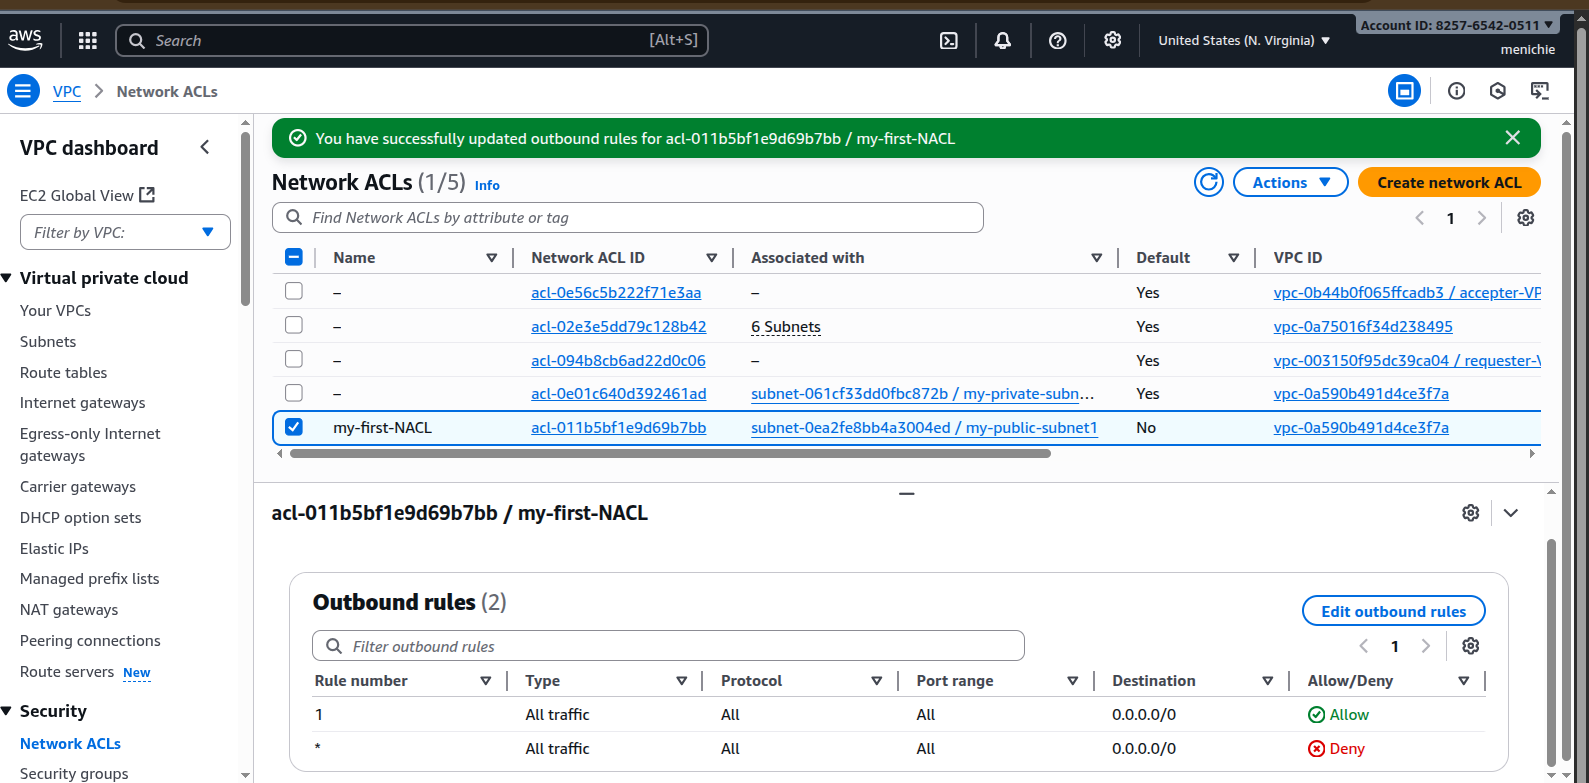 aws
Search [Alt+S]
United States (N. Virginia)
Account ID: 8257-6542-0511
menichie
VPC > Network ACLs
VPC dashboard
EC2 Global View
Filter by VPC:
Virtual private cloud
Your VPCs
Subnets
Route tables
Internet gateways
Egress-only Internet
gateways
Carrier gateways
DHCP option sets
Elastic IPs
Managed prefix lists
NAT gateways
Peering connections
Route servers New
Security
Network ACLs
Security groups
You have successfully updated outbound rules for acl-011b5bf1e9d69b7bb / my-first-NACL
Network ACLs (1/5) Info
Actions
Create network ACL
Find Network ACLs by attribute or tag
1
Name Network ACL ID Associated with Default VPC ID
– acl-0e56c5b222f71e3aa – Yes vpc-0b44b0f065ffcadb3 / accepter-VP
– acl-02e3e5dd79c128b42 6 Subnets Yes vpc-0a75016f34d238495
– acl-094b8cb6ad22d0c06 – Yes vpc-003150f95dc39ca04 / requester-V
– acl-0e01c640d392461ad subnet-061cf33dd0fbc872b / my-private-subn... Yes vpc-0a590b491d4ce3f7a
my-first-NACL acl-011b5bf1e9d69b7bb subnet-0ea2fe8bb4a3004ed / my-public-subnet1 No vpc-0a590b491d4ce3f7a
acl-011b5bf1e9d69b7bb / my-first-NACL
Outbound rules (2)
Edit outbound rules
Filter outbound rules
1
Rule number Type Protocol Port range Destination Allow/Deny
1 All traffic All All 0.0.0.0/0 Allow
* All traffic All All 0.0.0.0/0 Deny